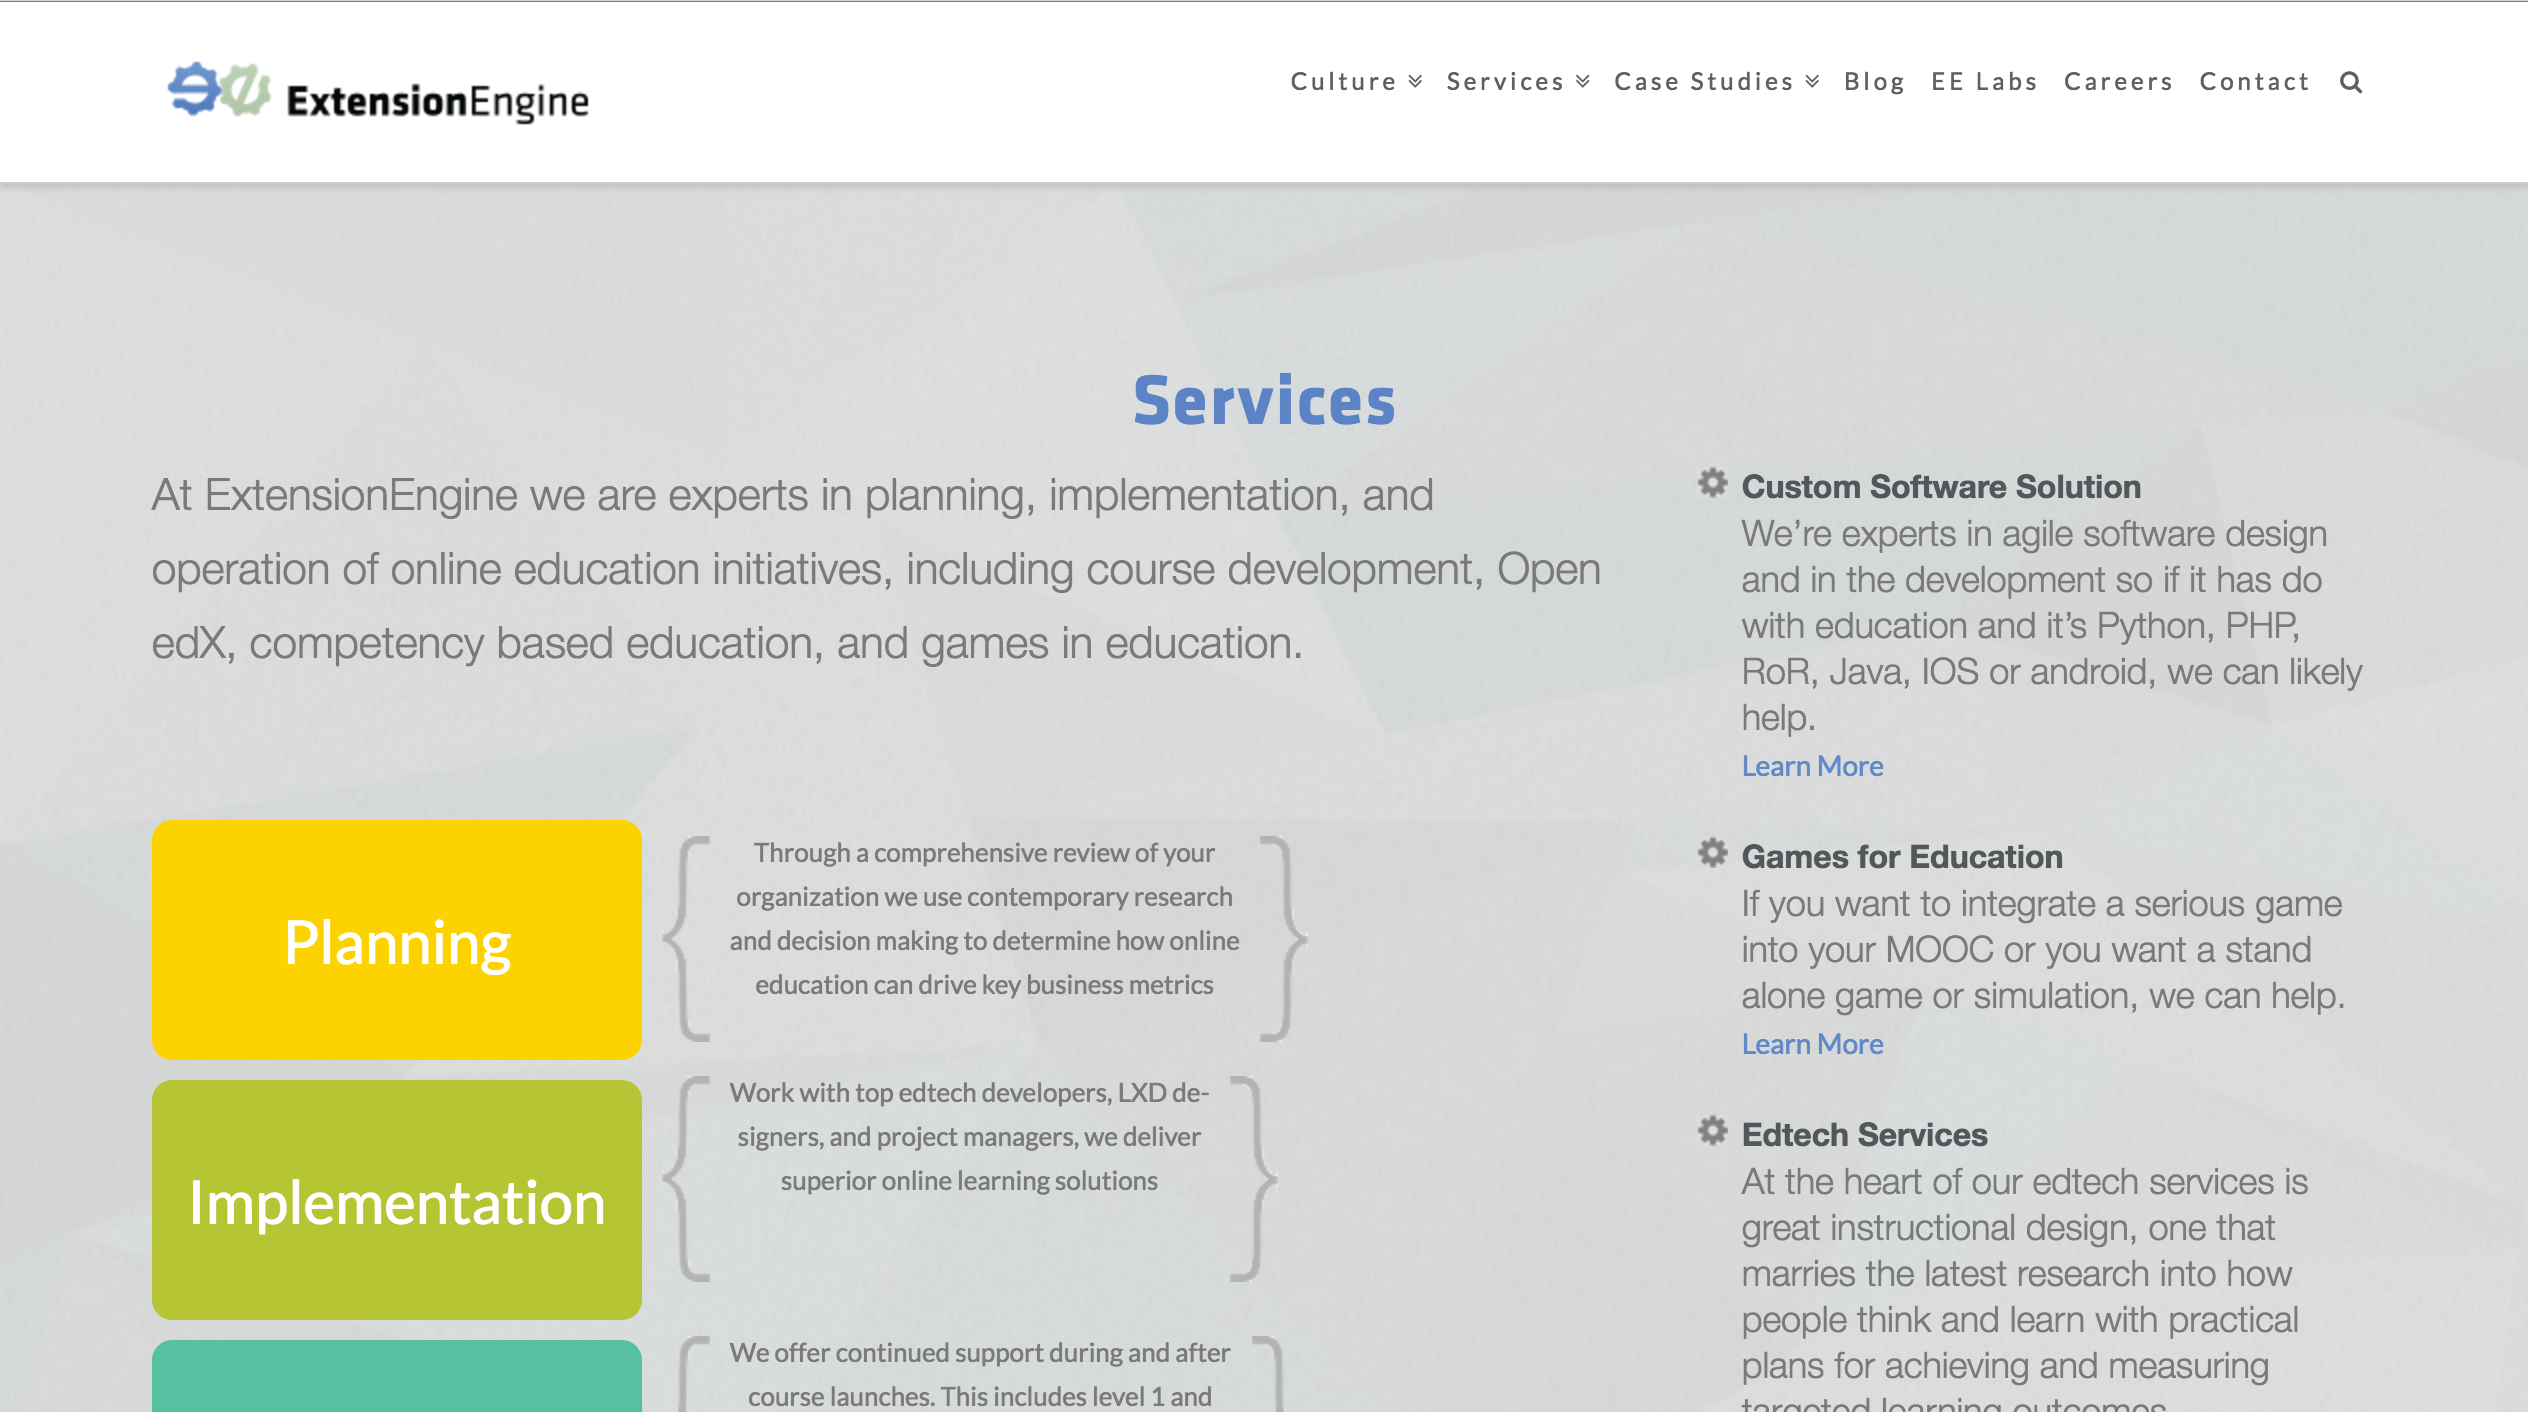 ExtensionEngine
Culture Services Case Studies Blog EE Labs Careers Contact
Services
At ExtensionEngine we are experts in planning, implementation, and
operation of online education initiatives, including course development, Open
edX, competency based education, and games in education.
Planning
Through a comprehensive review of your
organization we use contemporary research
and decision making to determine how online
education can drive key business metrics
Implementation
Work with top edtech developers, LXD de-
signers, and project managers, we deliver
superior online learning solutions
We offer continued support during and after
course launches. This includes level 1 and
Custom Software Solution
We're experts in agile software design
and in the development so if it has do
with education and it's Python, PHP,
RoR, Java, IOS or android, we can likely
help.
Learn More
Games for Education
If you want to integrate a serious game
into your MOOC or you want a stand
alone game or simulation, we can help.
Learn More
Edtech Services
At the heart of our edtech services is
great instructional design, one that
marries the latest research into how
people think and learn with practical
plans for achieving and measuring
targeted learning outcomes